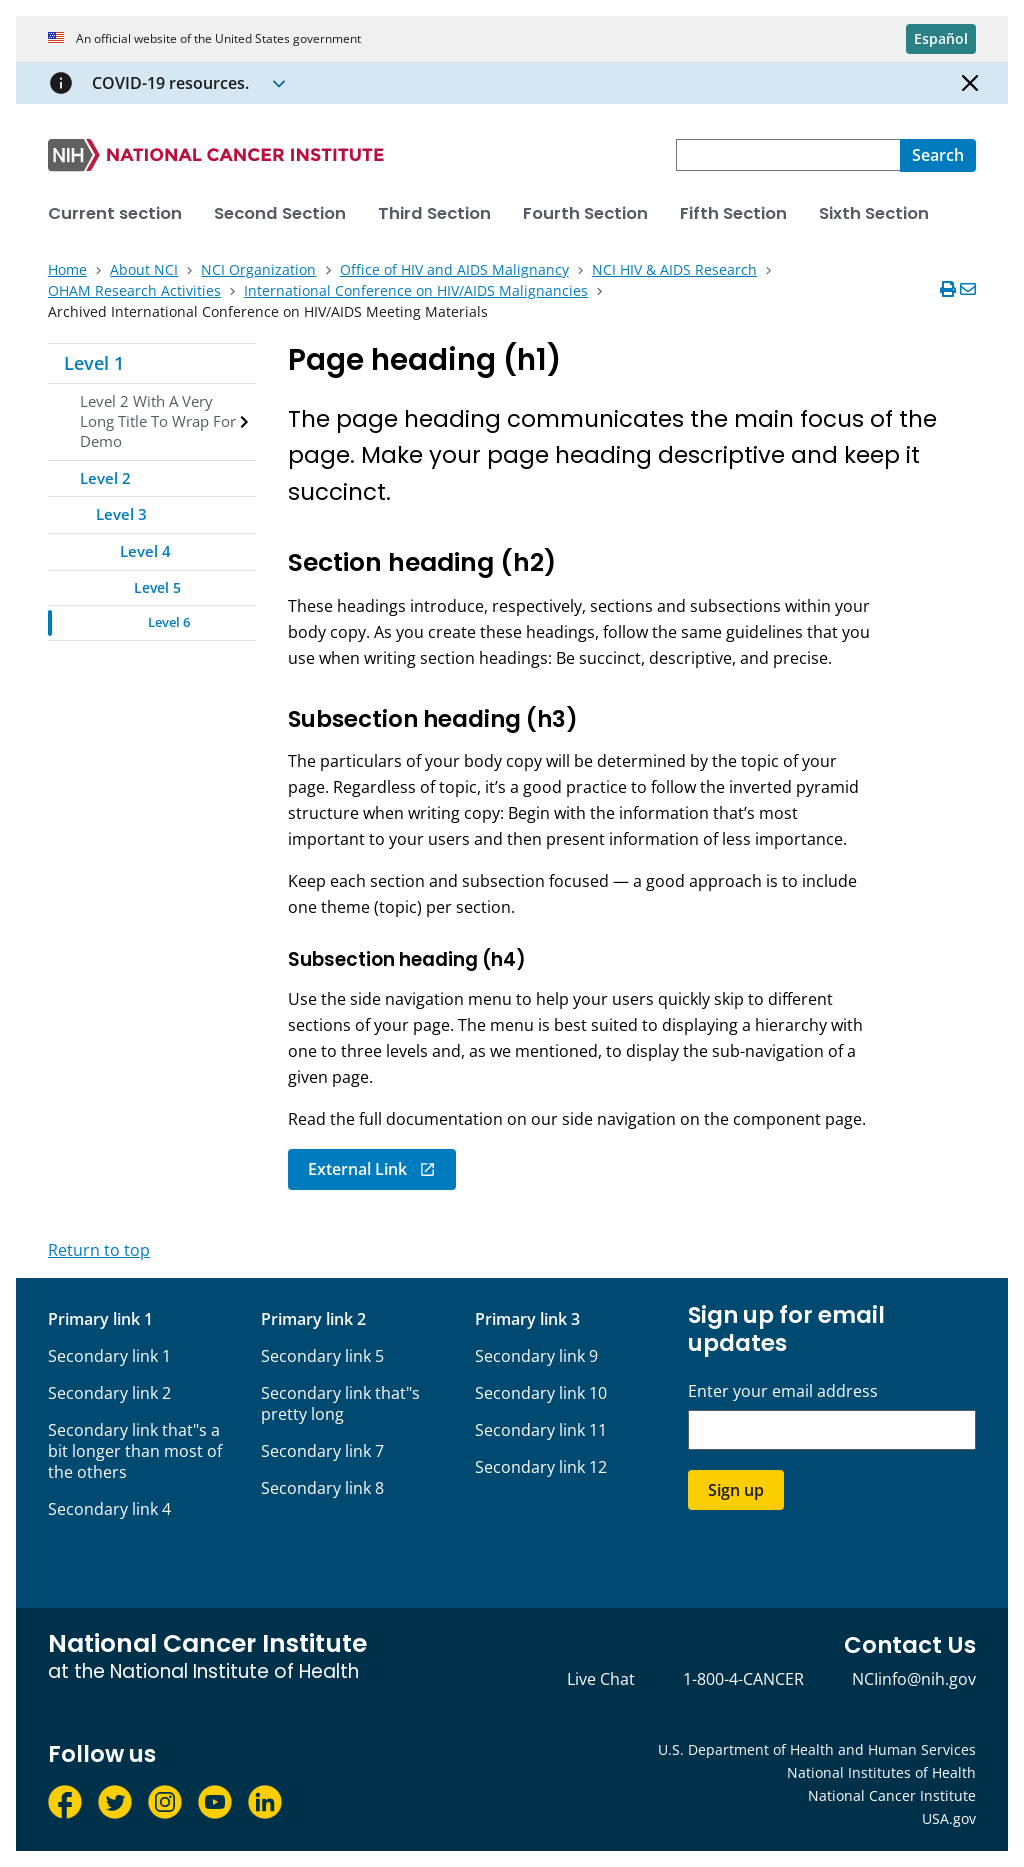 An official website of the United States government
Español
COVID-19 resources.
NIH NATIONAL CANCER INSTITUTE
Search
Current section Second Section Third Section Fourth Section Fifth Section Sixth Section
Home About NCI NCI Organization Office of HIV and AIDS Malignancy NCI HIV & AIDS Research
OHAM Research Activities International Conference on HIV/AIDS Malignancies
Archived International Conference on HIV/AIDS Meeting Materials
Level 1
Level 2 With A Very
Long Title To Wrap For
Demo
Level 2
Level 3
Level 4
Level 5
Level 6
Page heading (h1)
The page heading communicates the main focus of the
page. Make your page heading descriptive and keep it
succinct.
Section heading (h2)
These headings introduce, respectively, sections and subsections within your
body copy. As you create these headings, follow the same guidelines that you
use when writing section headings: Be succinct, descriptive, and precise.
Subsection heading (h3)
The particulars of your body copy will be determined by the topic of your
page. Regardless of topic, it’s a good practice to follow the inverted pyramid
structure when writing copy: Begin with the information that’s most
important to your users and then present information of less importance.
Keep each section and subsection focused — a good approach is to include
one theme (topic) per section.
Subsection heading (h4)
Use the side navigation menu to help your users quickly skip to different
sections of your page. The menu is best suited to displaying a hierarchy with
one to three levels and, as we mentioned, to display the sub-navigation of a
given page.
Read the full documentation on our side navigation on the component page.
External Link
Return to top
Primary link 1
Secondary link 1
Secondary link 2
Secondary link that"s a
bit longer than most of
the others
Secondary link 4
Primary link 2
Secondary link 5
Secondary link that"s
pretty long
Secondary link 7
Secondary link 8
Primary link 3
Secondary link 9
Secondary link 10
Secondary link 11
Secondary link 12
Sign up for email
updates
Enter your email address
Sign up
National Cancer Institute
at the National Institute of Health
Contact Us
Live Chat 1-800-4-CANCER NCIinfo@nih.gov
Follow us
U.S. Department of Health and Human Services
National Institutes of Health
National Cancer Institute
USA.gov